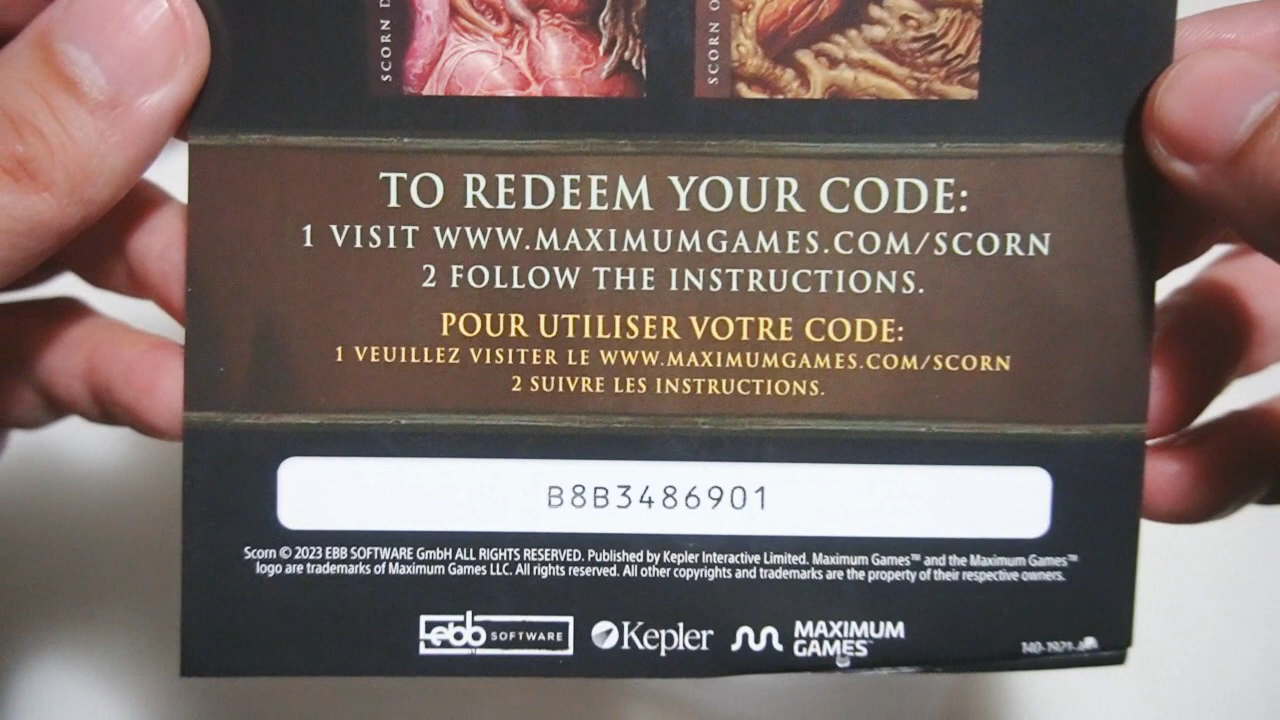 SCORN D
SCORN O
TO REDEEM YOUR CODE:
1 VISIT WWW.MAXIMUMGAMES.COM/SCORN
2 FOLLOW THE INSTRUCTIONS.
POUR UTILISER VOTRE CODE:
1 VEUILLEZ VISITER LE WWW.MAXIMUMGAMES.COM/SCORN
2 SUIVRE LES INSTRUCTIONS.
B8B3486901
Scorn © 2023 EBB SOFTWARE GmbH ALL RIGHTS RESERVED. Published by Kepler Interactive Limited. Maximum Games™ and the Maximum Games™
logo are trademarks of Maximum Games LLC. All rights reserved. All other copyrights and trademarks are the property of their respective owners.
ebb SOFTWARE Kepler MAXIMUM
GAMES™